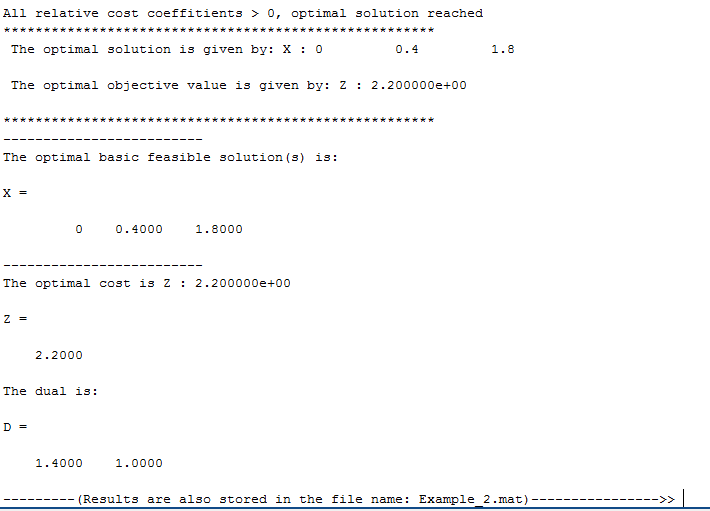 All relative cost coeffitients > 0, optimal solution reached
******************************************************
The optimal solution is given by: X : 0 0.4 1.8
The optimal objective value is given by: Z : 2.200000e+00
******************************************************
-------------------------
The optimal basic feasible solution(s) is:
X =
0 0.4000 1.8000
-------------------------
The optimal cost is Z : 2.200000e+00
Z =
2.2000
The dual is:
D =
1.4000 1.0000
---------(Results are also stored in the file name: Example_2.mat)---------------->>